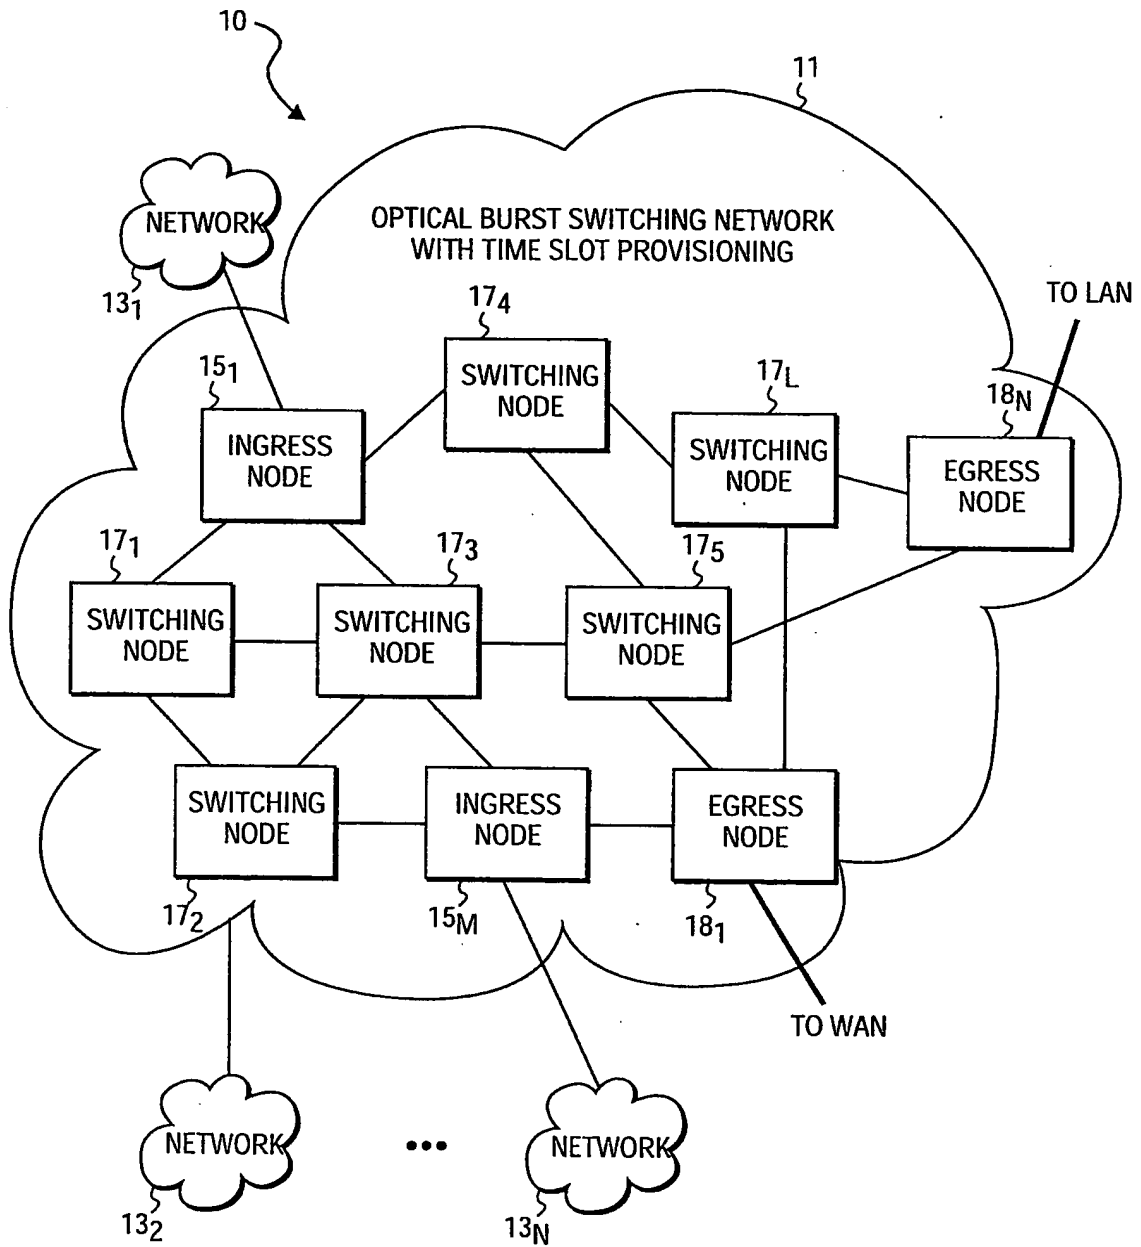 10
11
NETWORK
13₁
OPTICAL BURST SWITCHING NETWORK
WITH TIME SLOT PROVISIONING
TO LAN
17₄
SWITCHING
NODE
15₁
INGRESS
NODE
17L
SWITCHING
NODE
18N
EGRESS
NODE
17₁
SWITCHING
NODE
17₃
SWITCHING
NODE
17₅
SWITCHING
NODE
SWITCHING
NODE
17₂
INGRESS
NODE
15M
EGRESS
NODE
18₁
TO WAN
NETWORK
13₂
•••
NETWORK
13N